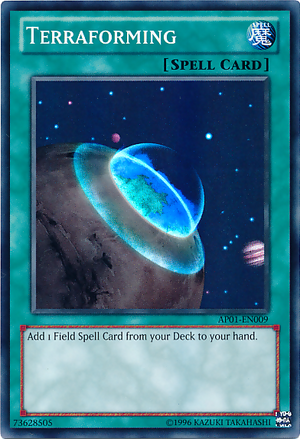 TERRAFORMING
魔
[SPELL CARD]
AP01-EN009
Add 1 Field Spell Card from your Deck to your hand.
73628505
©1996 KAZUKI TAKAHASHI